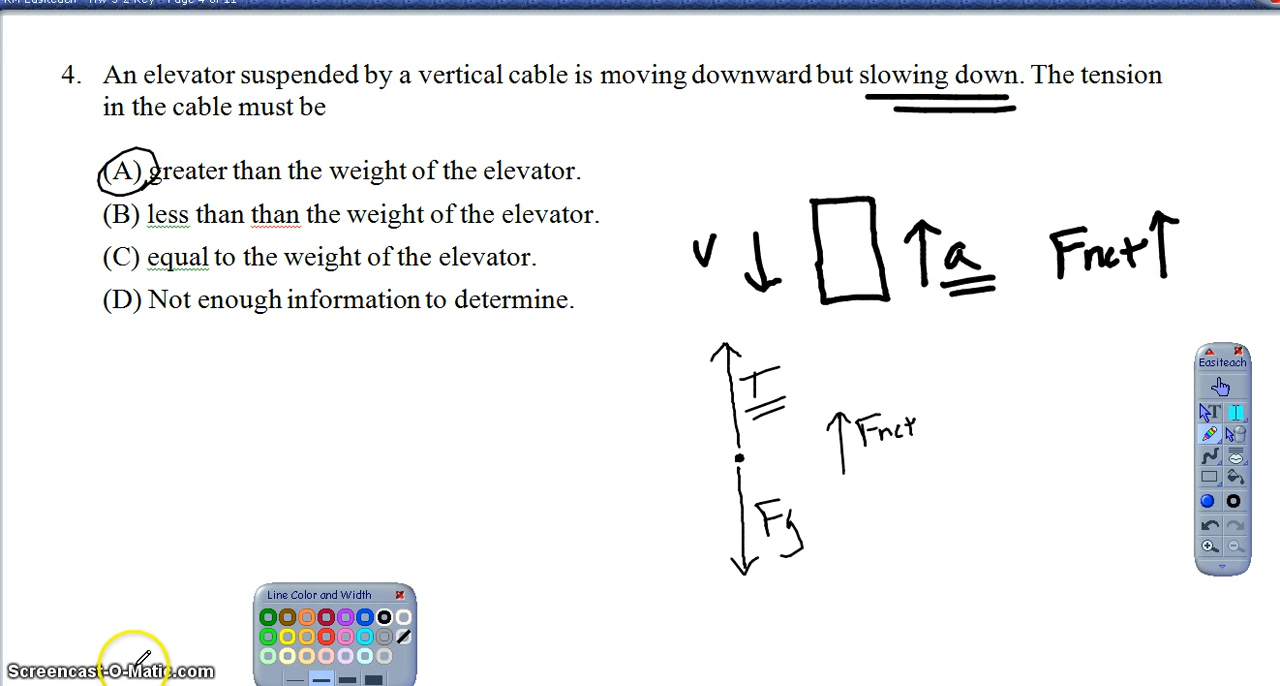 4. An elevator suspended by a vertical cable is moving downward but slowing down. The tension
in the cable must be
(A) greater than the weight of the elevator.
(B) less than than the weight of the elevator.
(C) equal to the weight of the elevator.
(D) Not enough information to determine.
v a Fnet
T
Fnet
Fg
Easiteach
T
Line Color and Width
Screencast-O-Matic.com